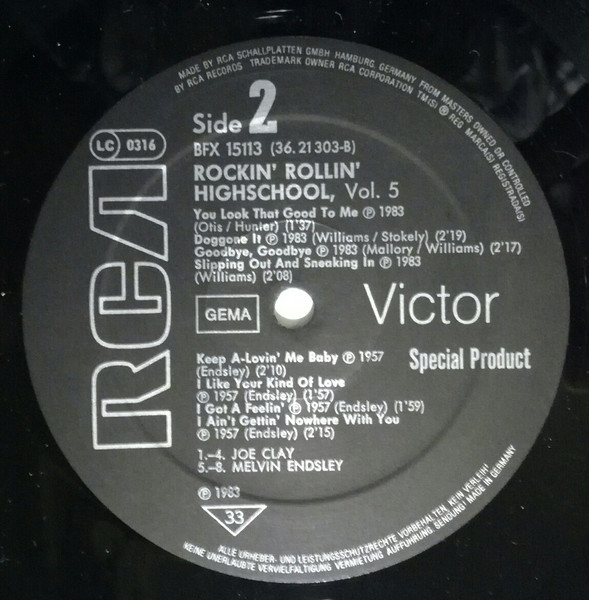 MADE BY RCA SCHALLPLATTEN GMBH HAMBURG, GERMANY FROM MASTERS OWNED OR CONTROLLED
BY RCA RECORDS TRADEMARK OWNER RCA CORPORATION TM(S) ® REG MARCA(S) REGISTRADA(S)
Side 2
LC 0316
BFX 15113 (36.21303-B)
ROCKIN' ROLLIN'
HIGHSCHOOL, Vol. 5
You Look That Good To Me ℗ 1983
(Otis / Hunter) (1'37)
Doggone It ℗ 1983 (Williams / Stokely) (2'19)
Goodbye, Goodbye ℗ 1983 (Mallory / Williams) (2'17)
Slipping Out And Sneaking In ℗ 1983
(Williams) (2'08)
RCA
GEMA
Victor
Special Product
Keep A-Lovin' Me Baby ℗ 1957
(Endsley) (2'10)
I Like Your Kind Of Love
℗ 1957 (Endsley) (1'57)
I Got A Feelin' ℗ 1957 (Endsley) (1'59)
I Ain't Gettin' Nowhere With You
℗ 1957 (Endsley) (2'15)
1.–4. JOE CLAY
5.–8. MELVIN ENDSLEY
℗ 1983
33
ALLE URHEBER- UND LEISTUNGSSCHUTZRECHTE VORBEHALTEN, KEIN VERLEIH!
KEINE UNERLAUBTE VERVIELFÄLTIGUNG, VERMIETUNG, AUFFÜHRUNG, SENDUNG! MADE IN GERMANY